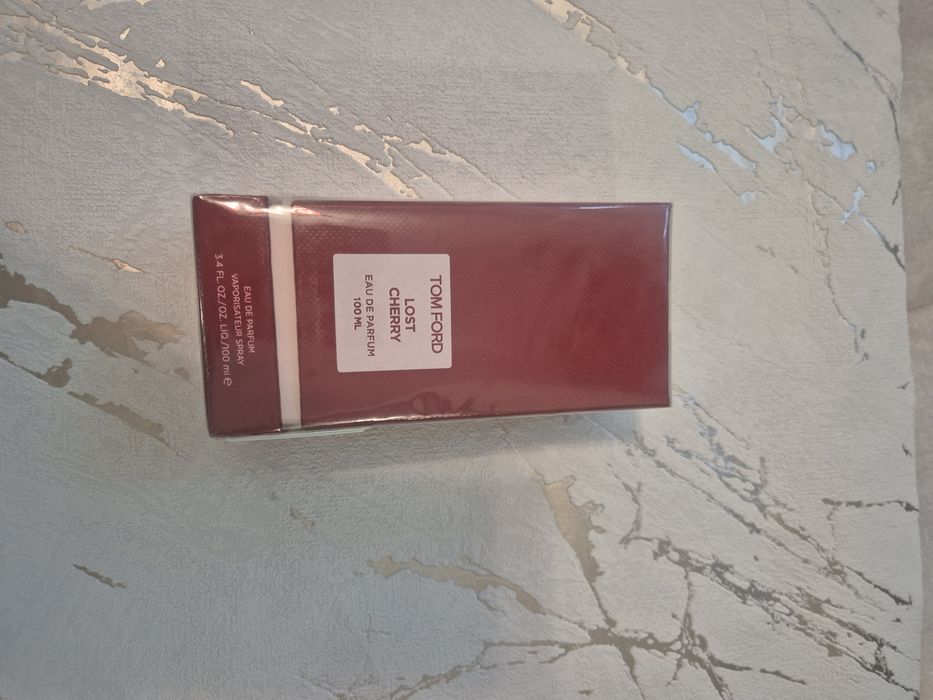 TOM FORD
LOST
CHERRY
EAU DE PARFUM
100 ML
EAU DE PARFUM
VAPORISATEUR SPRAY
3.4 FL. OZ./OZ. LIQ./100 ml e